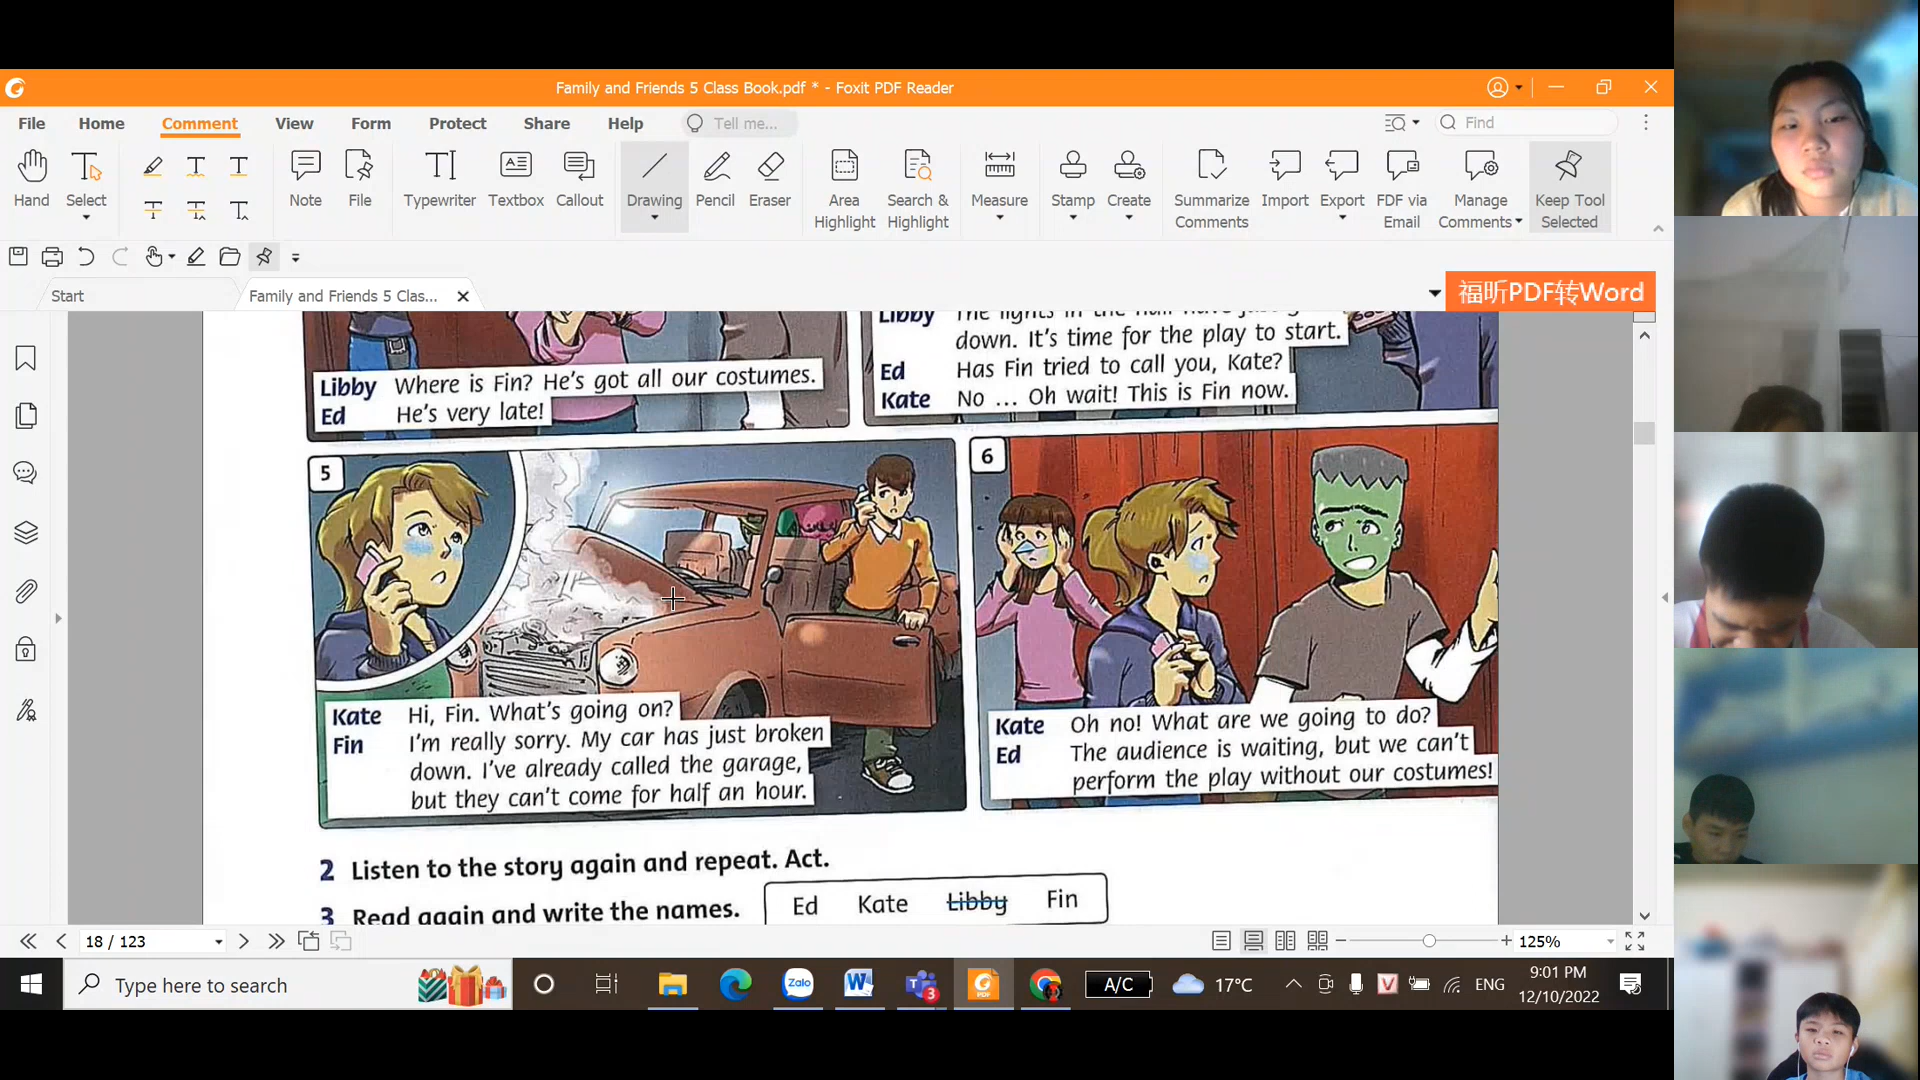 Family and Friends 5 Class Book.pdf * - Foxit PDF Reader
File Home Comment View Form Protect Share Help Tell me... Find
Hand Select Note File Typewriter Textbox Callout Drawing Pencil Eraser Area Highlight Search & Highlight Measure Stamp Create Summarize Comments Import Export FDF via Email Manage Comments Keep Tool Selected
Start Family and Friends 5 Clas... 福昕PDF转Word
Libby Where is Fin? He's got all our costumes.
Ed He's very late!
Libby The lights in the hall have just
down. It's time for the play to start.
Ed Has Fin tried to call you, Kate?
Kate No ... Oh wait! This is Fin now.
5
Kate Hi, Fin. What's going on?
Fin I'm really sorry. My car has just broken
down. I've already called the garage,
but they can't come for half an hour.
6
Kate Oh no! What are we going to do?
Ed The audience is waiting, but we can't
perform the play without our costumes!
2 Listen to the story again and repeat. Act.
3 Read again and write the names. Ed Kate Libby Fin
18 / 123 125%
Type here to search Zalo 3 A/C 17°C V ENG 9:01 PM
12/10/2022